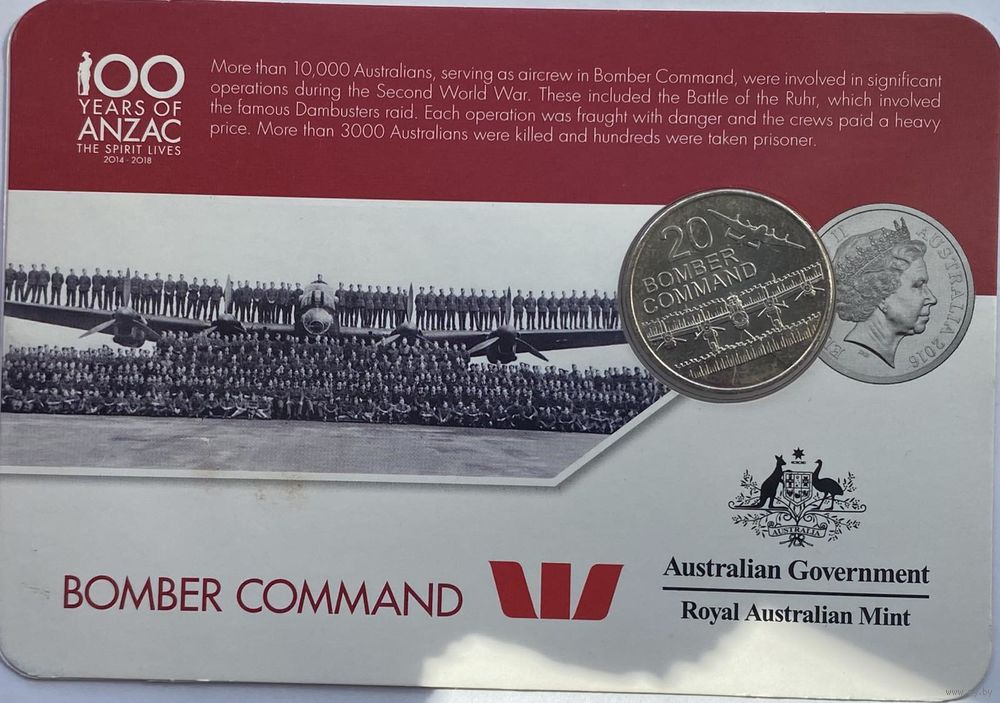 100
YEARS OF
ANZAC
THE SPIRIT LIVES
2014 - 2018
More than 10,000 Australians, serving as aircrew in Bomber Command, were involved in significant
operations during the Second World War. These included the Battle of the Ruhr, which involved
the famous Dambusters raid. Each operation was fraught with danger and the crews paid a heavy
price. More than 3000 Australians were killed and hundreds were taken prisoner.
20
BOMBER
COMMAND
II AUSTRALIA 2016
AUSTRALIA
BOMBER COMMAND
Australian Government
Royal Australian Mint